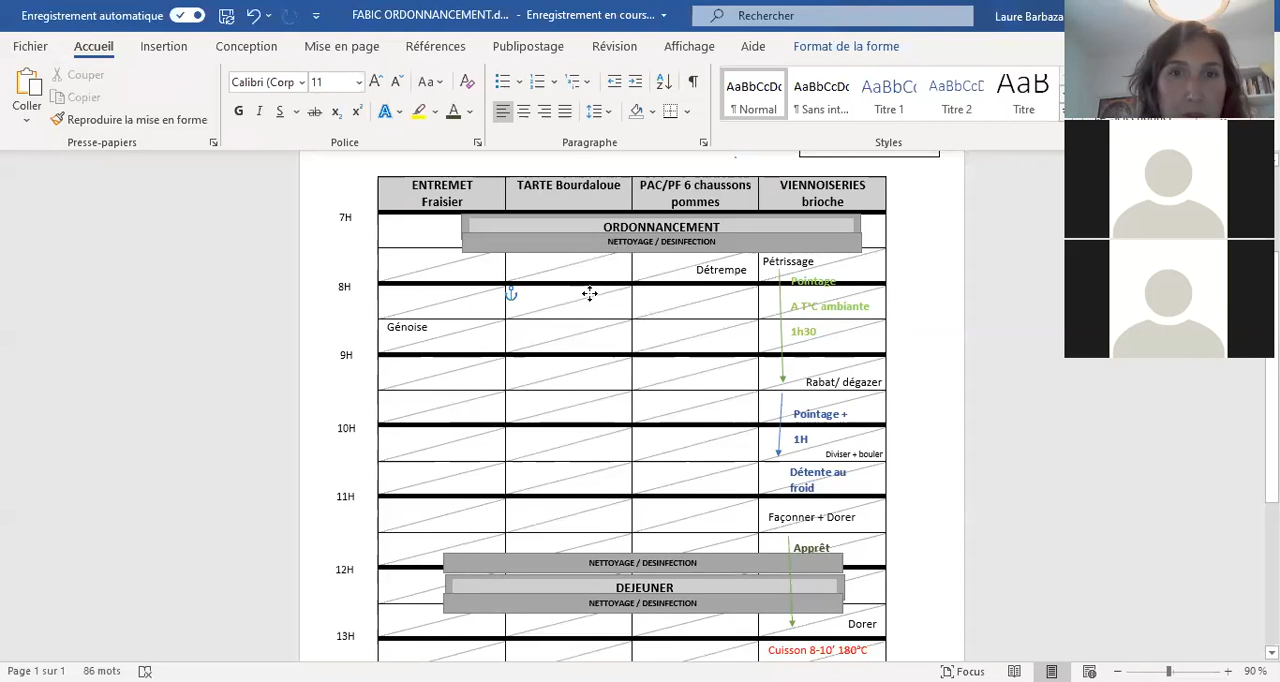 Enregistrement automatique
FABIC ORDONNANCEMENT.d... - Enregistrement en cours...
Rechercher
Laure Barbaza
Fichier Accueil Insertion Conception Mise en page Références Publipostage Révision Affichage Aide Format de la forme
Coller
Couper
Copier
Reproduire la mise en forme
Calibri (Corp 11
AaBbCcDc AaBbCcDc AaBbCc AaBbCcD AaB
¶ Normal ¶ Sans int... Titre 1 Titre 2 Titre
Presse-papiers Police Paragraphe Styles
ENTREMET Fraisier
TARTE Bourdaloue
PAC/PF 6 chaussons pommes
VIENNOISERIES brioche
7H
ORDONNANCEMENT
NETTOYAGE / DESINFECTION
Détrempe
Pétrissage
8H
Pointage
A T°C ambiante
1h30
Génoise
9H
Rabat/ dégazer
10H
Pointage +
1H
Diviser + bouler
Détente au
froid
11H
Façonner + Dorer
Apprêt
12H
NETTOYAGE / DESINFECTION
DEJEUNER
NETTOYAGE / DESINFECTION
Dorer
13H
Cuisson 8-10’ 180°C
Page 1 sur 1 86 mots
Focus
90 %